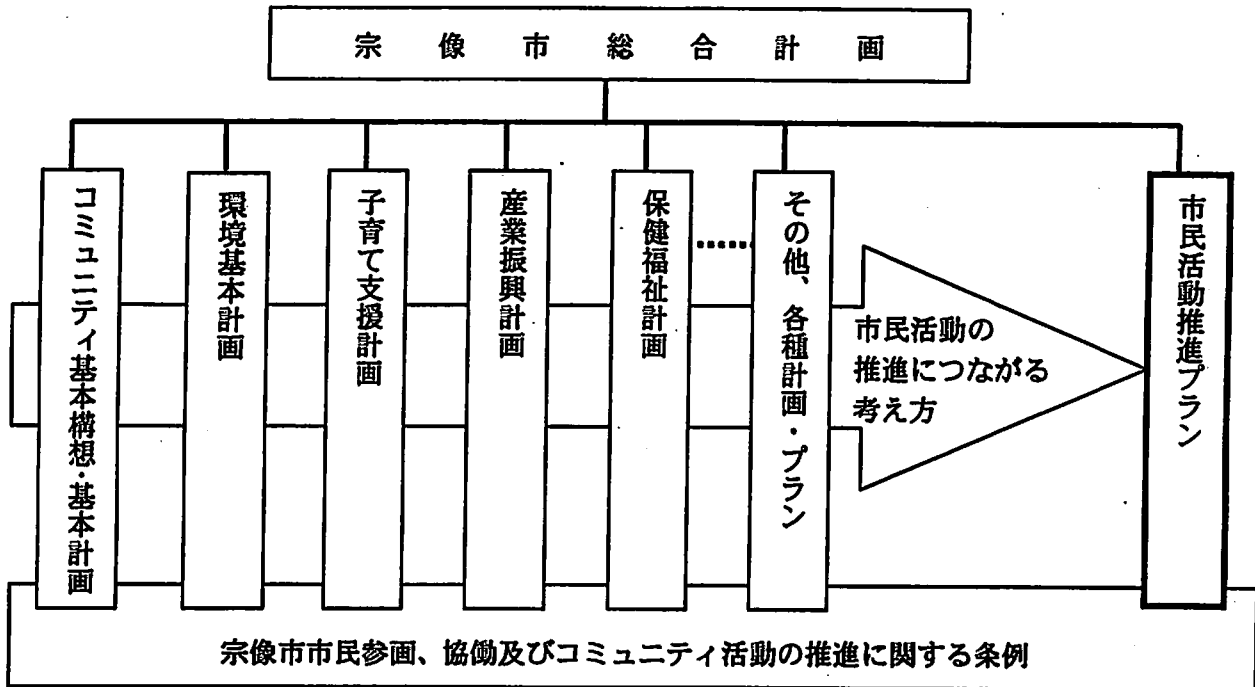 宗像市総合計画
コミュニティ基本構想・基本計画
環境基本計画
子育て支援計画
産業振興計画
保健福祉計画
その他、各種計画・プラン
市民活動の
推進につながる
考え方
市民活動推進プラン
宗像市市民参画、協働及びコミュニティ活動の推進に関する条例